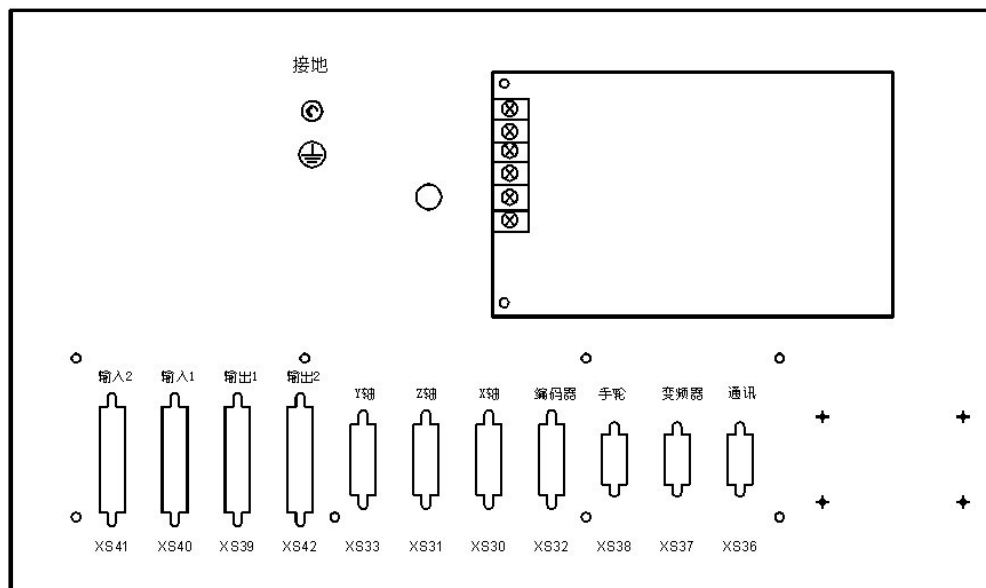 接地
输入2 输入1 输出1 输出2 Y轴 Z轴 X轴 编码器 手轮 变频器 通讯
XS41 XS40 XS39 XS42 XS33 XS31 XS30 XS32 XS38 XS37 XS36